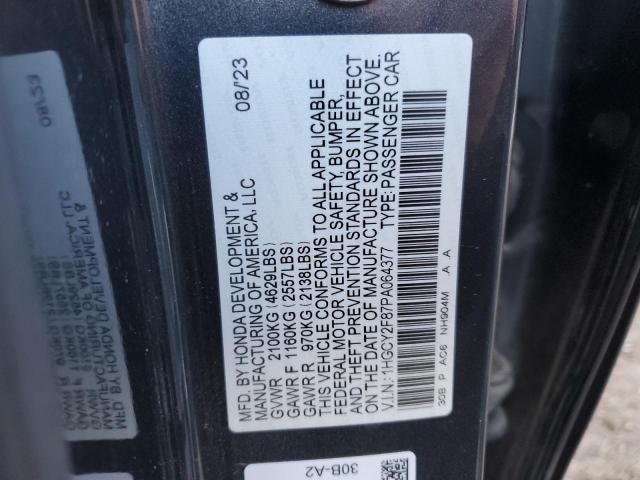 MFD. BY HONDA DEVELOPMENT & 08/23
MANUFACTURING OF AMERICA, LLC
GVWR 2100KG (4629LBS)
GAWR F 1160KG (2557LBS)
GAWR R 970KG (2138LBS)
THIS VEHICLE CONFORMS TO ALL APPLICABLE
FEDERAL MOTOR VEHICLE SAFETY, BUMPER,
AND THEFT PREVENTION STANDARDS IN EFFECT
ON THE DATE OF MANUFACTURE SHOWN ABOVE.
V.I.N.: 1HGCY2F87PA064377 TYPE: PASSENGER CAR
30B P AC6 NH904M .A .A
30B-A2